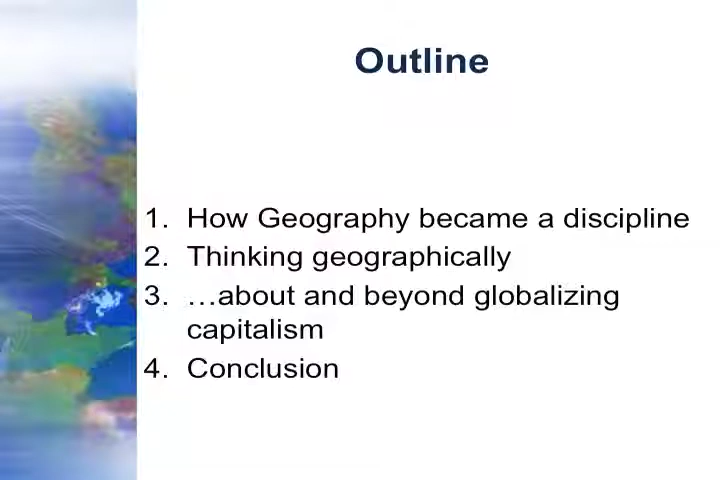 Outline
1. How Geography became a discipline
2. Thinking geographically
3. …about and beyond globalizing
capitalism
4. Conclusion